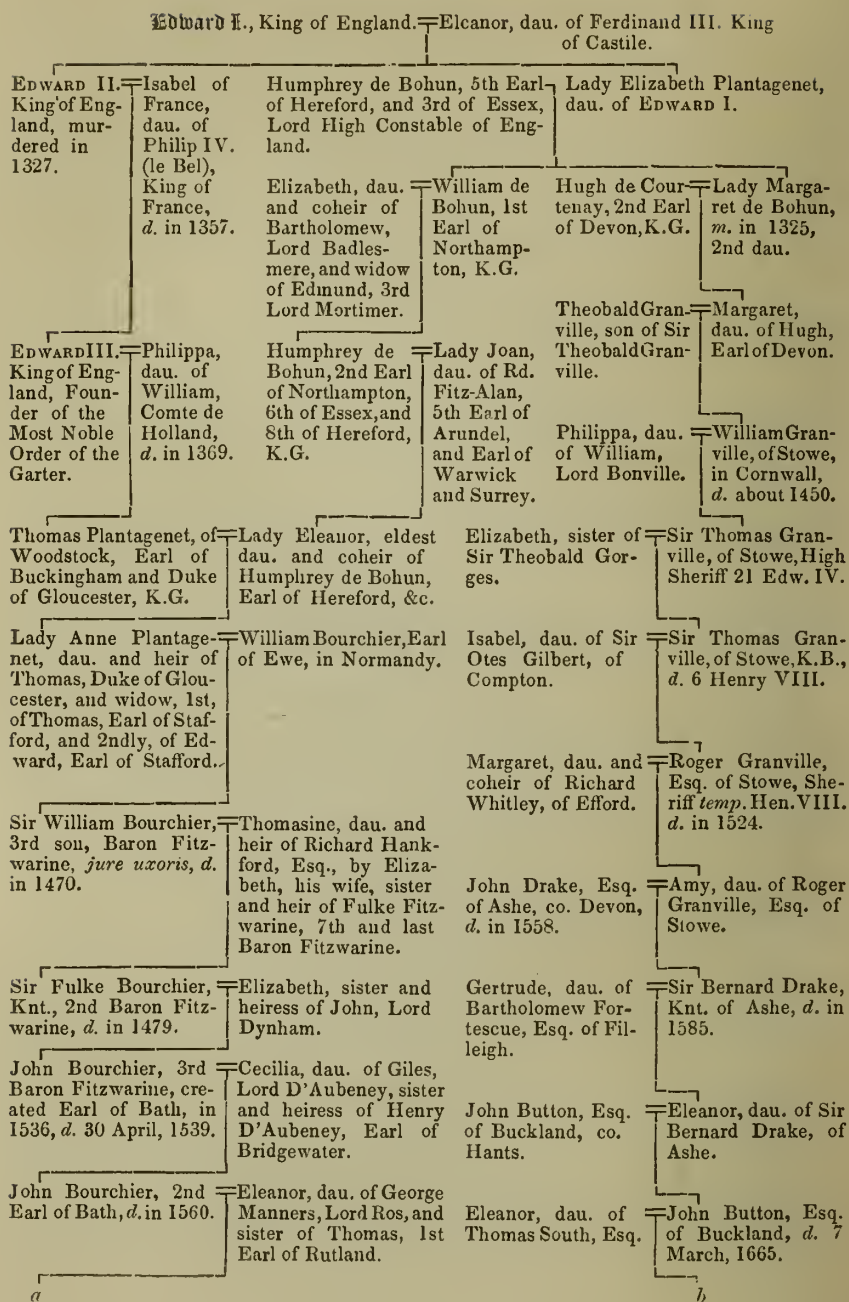 Edward I., King of England.=Eleanor, dau. of Ferdinand III. King
of Castile.
EDWARD II.
King of Eng-
land, mur-
dered in
1327.
Isabel of
France,
dau. of
Philip IV.
(le Bel),
King of
France,
d. in 1357.
Humphrey de Bohun, 5th Earl
of Hereford, and 3rd of Essex,
Lord High Constable of Eng-
land.
Lady Elizabeth Plantagenet,
dau. of EDWARD I.
Elizabeth, dau.
and coheir of
Bartholomew,
Lord Badles-
mere, and widow
of Edmund, 3rd
Lord Mortimer.
William de
Bohun, 1st
Earl of
Northamp-
ton, K.G.
Hugh de Cour-
tenay, 2nd Earl
of Devon, K.G.
Lady Marga-
ret de Bohun,
m. in 1325,
2nd dau.
Theobald Gran-
ville, son of Sir
Theobald Gran-
ville.
Margaret,
dau. of Hugh,
Earl of Devon.
EDWARD III.
King of Eng-
land, Foun-
der of the
Most Noble
Order of the
Garter.
Philippa,
dau. of
William,
Comte de
Holland,
d. in 1369.
Humphrey de
Bohun, 2nd Earl
of Northampton,
6th of Essex, and
8th of Hereford,
K.G.
Lady Joan,
dau. of Rd.
Fitz-Alan,
5th Earl of
Arundel,
and Earl of
Warwick
and Surrey.
Philippa, dau.
of William,
Lord Bonville.
William Gran-
ville, of Stowe,
in Cornwall,
d. about 1450.
Thomas Plantagenet, of
Woodstock, Earl of
Buckingham and Duke
of Gloucester, K.G.
Lady Eleanor, eldest
dau. and coheir of
Humphrey de Bohun,
Earl of Hereford, &c.
Elizabeth, sister of
Sir Theobald Gor-
ges.
Sir Thomas Gran-
ville, of Stowe, High
Sheriff 21 Edw. IV.
Lady Anne Plantage-
net, dau. and heir of
Thomas, Duke of Glou-
cester, and widow, 1st,
of Thomas, Earl of Staf-
ford, and 2ndly, of Ed-
ward, Earl of Stafford.
William Bourchier, Earl
of Ewe, in Normandy.
Isabel, dau. of Sir
Otes Gilbert, of
Compton.
Sir Thomas Gran-
ville, of Stowe, K.B.,
d. 6 Henry VIII.
Margaret, dau. and
coheir of Richard
Whitley, of Efford.
Roger Granville,
Esq. of Stowe, She-
riff temp. Hen. VIII.
d. in 1524.
Sir William Bourchier,
3rd son, Baron Fitz-
warine, jure uxoris, d.
in 1470.
Thomasine, dau. and
heir of Richard Hank-
ford, Esq., by Eliza-
beth, his wife, sister
and heir of Fulke Fitz-
warine, 7th and last
Baron Fitzwarine.
John Drake, Esq.
of Ashe, co. Devon,
d. in 1558.
Amy, dau. of Roger
Granville, Esq. of
Stowe.
Sir Fulke Bourchier,
Knt., 2nd Baron Fitz-
warine, d. in 1479.
Elizabeth, sister and
heiress of John, Lord
Dynham.
Gertrude, dau. of
Bartholomew For-
tescue, Esq. of Fil-
leigh.
Sir Bernard Drake,
Knt. of Ashe, d. in
1585.
John Bourchier, 3rd
Baron Fitzwarine, cre-
ated Earl of Bath, in
1536, d. 30 April, 1539.
Cecilia, dau. of Giles,
Lord D'Aubeney, sister
and heiress of Henry
D'Aubeney, Earl of
Bridgewater.
John Button, Esq.
of Buckland, co.
Hants.
Eleanor, dau. of Sir
Bernard Drake, of
Ashe.
John Bourchier, 2nd
Earl of Bath, d. in 1560.
Eleanor, dau. of George
Manners, Lord Ros, and
sister of Thomas, 1st
Earl of Rutland.
Eleanor, dau. of
Thomas South, Esq.
John Button, Esq.
of Buckland, d. 7
March, 1665.
a
b